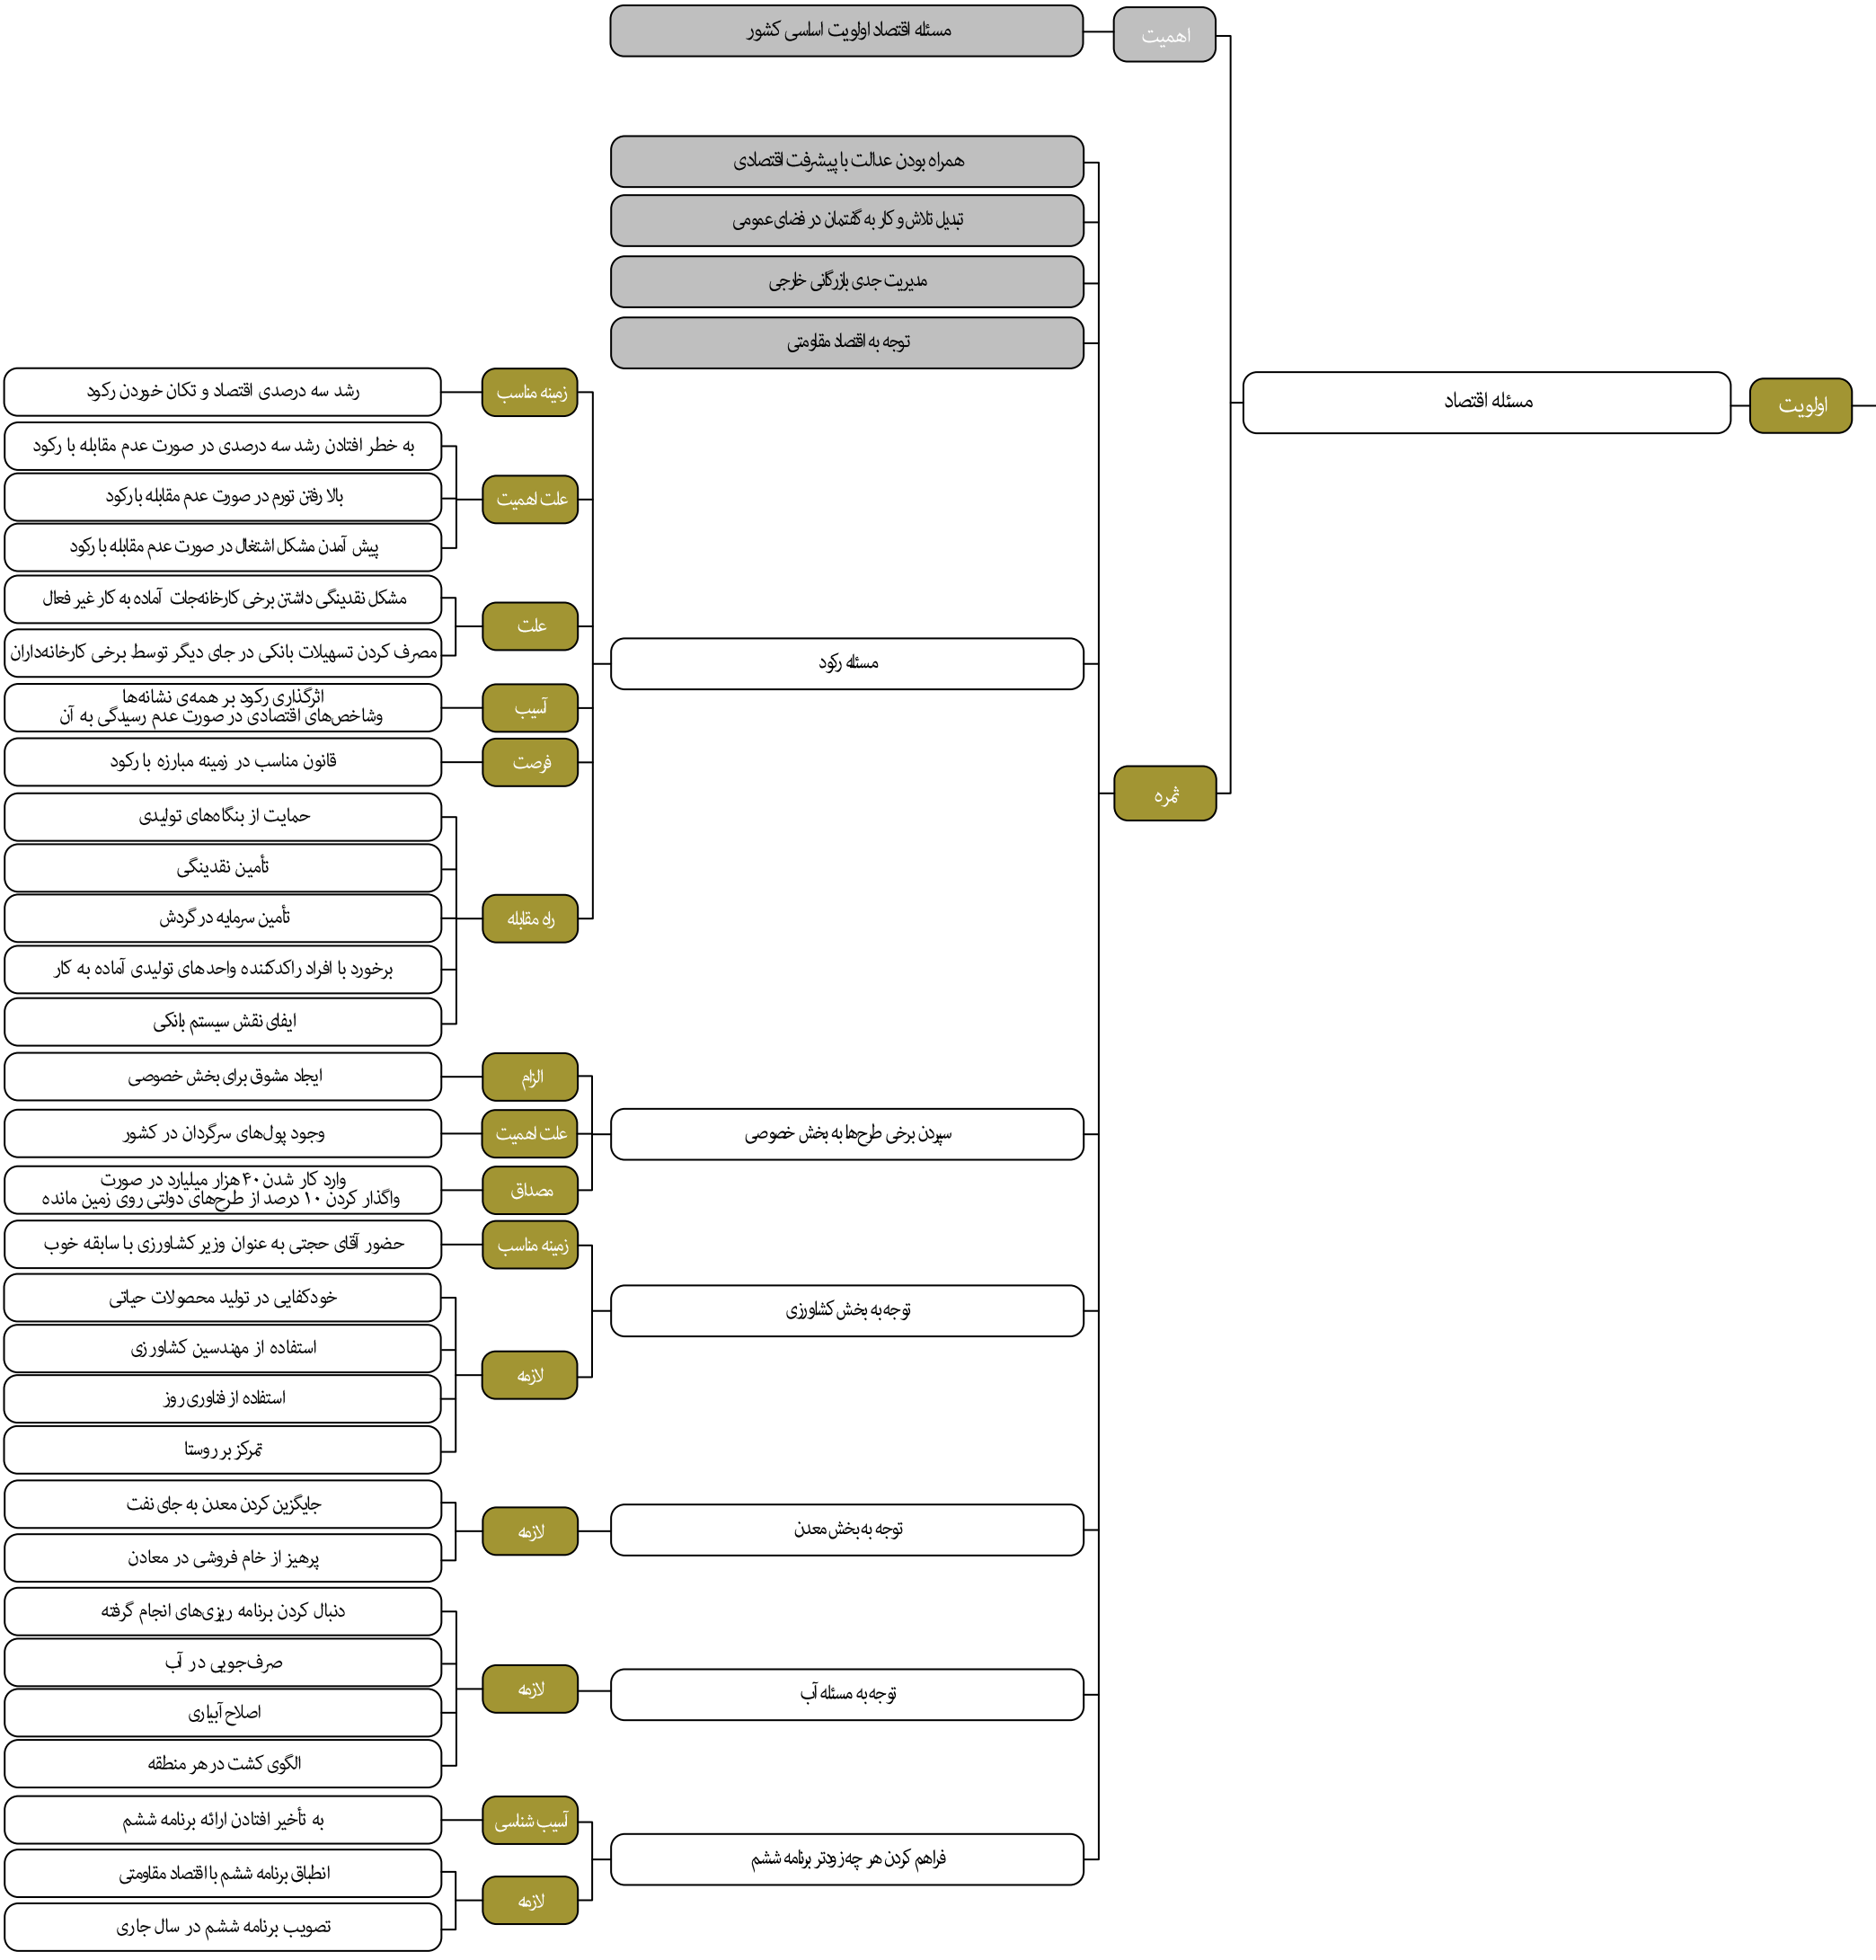 اولویت
مسئله اقتصاد
اهمیت
مسئله اقتصاد اولویت اساسی کشور
ثمره
همراه بودن عدالت با پیشرفت اقتصادی
تبدیل تلاش و کار به گفتمان در فضای عمومی
مدیریت جدی بازرگانی خارجی
توجه به اقتصاد مقاومتی
مسئله رکود
زمینه مناسب
رشد سه درصدی اقتصاد و تکان خوردن رکود
علت اهمیت
به خطر افتادن رشد سه درصدی در صورت عدم مقابله با رکود
بالا رفتن تورم در صورت عدم مقابله با رکود
پیش آمدن مشکل اشتغال در صورت عدم مقابله با رکود
علت
مشکل نقدینگی داشتن برخی کارخانه‌جات آماده به کار غیر فعال
مصرف کردن تسهیلات بانکی در جای دیگر توسط برخی کارخانه‌داران
آسیب
اثرگذاری رکود بر همه‌ی نشانه‌ها
وشاخص‌های اقتصادی در صورت عدم رسیدگی به آن
فرصت
قانون مناسب در زمینه مبارزه با رکود
راه مقابله
حمایت از بنگاه‌های تولیدی
تأمین نقدینگی
تأمین سرمایه در گردش
برخورد با افراد راکدکننده واحدهای تولیدی آماده به کار
ایفای نقش سیستم بانکی
سپردن برخی طرح‌ها به بخش خصوصی
الزام
ایجاد مشوق برای بخش خصوصی
علت اهمیت
وجود پول‌های سرگردان در کشور
مصداق
وارد کار شدن ۴۰ هزار میلیارد در صورت
واگذار کردن ۱۰ درصد از طرح‌های دولتی روی زمین مانده
توجه به بخش کشاورزی
زمینه مناسب
حضور آقای حجتی به عنوان وزیر کشاورزی با سابقه خوب
لازمه
خودکفایی در تولید محصولات حیاتی
استفاده از مهندسین کشاورزی
استفاده از فناوری روز
تمرکز بر روستا
توجه به بخش معدن
لازمه
جایگزین کردن معدن به جای نفت
پرهیز از خام فروشی در معادن
توجه به مسئله آب
لازمه
دنبال کردن برنامه ریزی‌های انجام گرفته
صرف‌جویی در آب
اصلاح آبیاری
الگوی کشت در هر منطقه
فراهم کردن هر چه زودتر برنامه ششم
آسیب شناسی
به تأخیر افتادن ارائه برنامه ششم
لازمه
انطباق برنامه ششم با اقتصاد مقاومتی
تصویب برنامه ششم در سال جاری